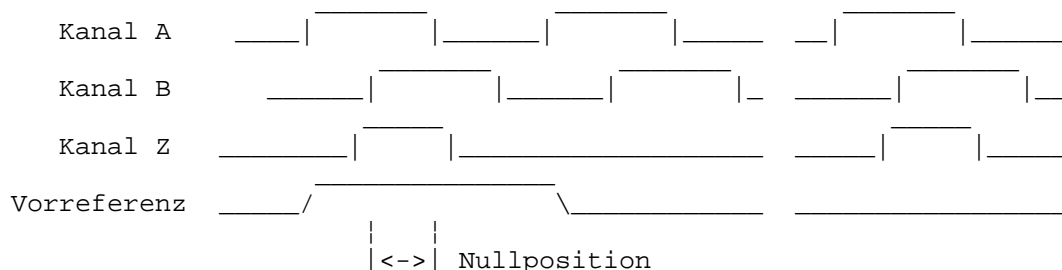 Kanal A
Kanal B
Kanal Z
Vorreferenz
|<->| Nullposition